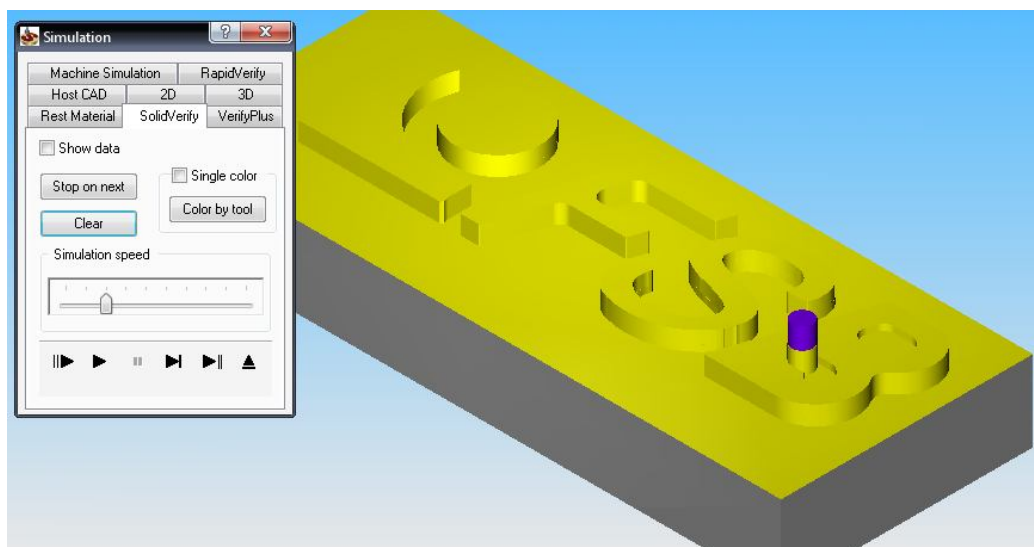 Simulation
Machine Simulation RapidVerify
Host CAD 2D 3D
Rest Material SolidVerify VerifyPlus
Show data
Single color
Stop on next
Color by tool
Clear
Simulation speed